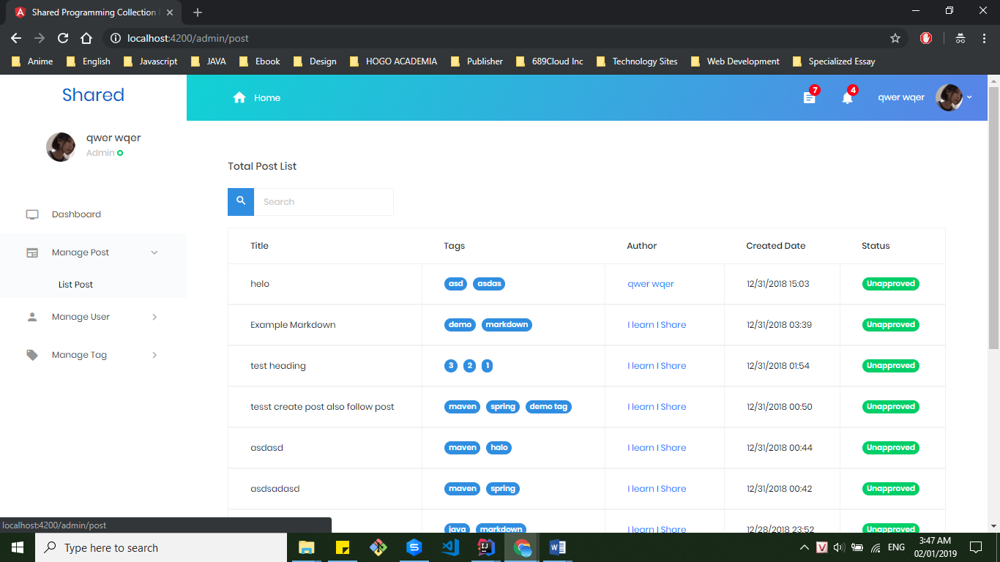 Shared Programming Collection
localhost:4200/admin/post
Anime English Javascript JAVA Ebook Design HOGO ACADEMIA Publisher 689Cloud Inc Technology Sites Web Development Specialized Essay
Shared
Home 7 4 qwer wqer
qwer wqer
Admin
Dashboard
Manage Post
List Post
Manage User
Manage Tag
Total Post List
Search
Title Tags Author Created Date Status
helo asd asdas qwer wqer 12/31/2018 15:03 Unapproved
Example Markdown demo markdown I learn I Share 12/31/2018 03:39 Unapproved
test heading 3 2 1 I learn I Share 12/31/2018 01:54 Unapproved
tesst create post also follow post maven spring demo tag I learn I Share 12/31/2018 00:50 Unapproved
asdasd maven halo I learn I Share 12/31/2018 00:44 Unapproved
asdsadasd maven spring I learn I Share 12/31/2018 00:42 Unapproved
java markdown I learn I Share 12/28/2018 23:52 Unapproved
localhost:4200/admin/post
Type here to search
ENG
3:47 AM
02/01/2019